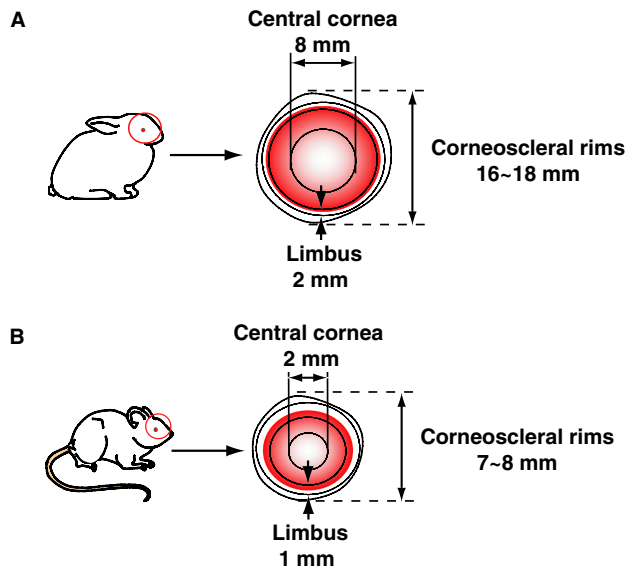 A
Central cornea
8 mm
Corneoscleral rims
16~18 mm
Limbus
2 mm
B
Central cornea
2 mm
Corneoscleral rims
7~8 mm
Limbus
1 mm